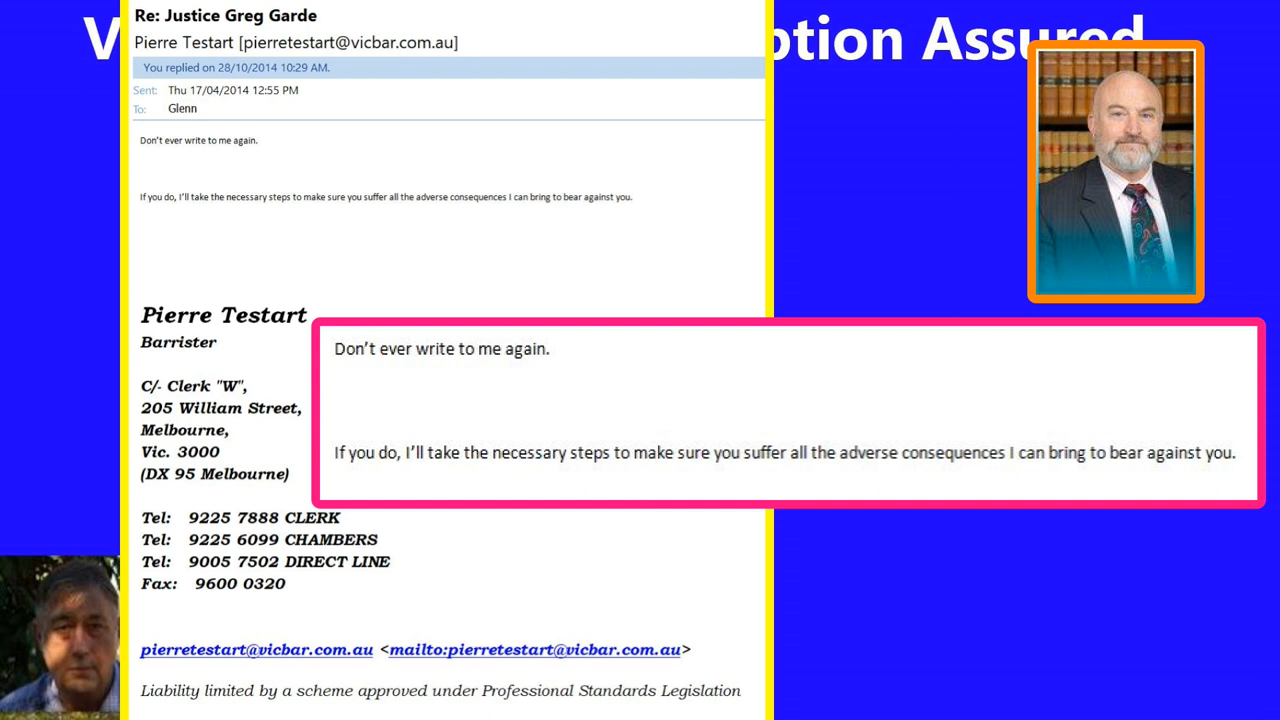 Re: Justice Greg Garde
ption Assured
Pierre Testart [pierretestart@vicbar.com.au]
You replied on 28/10/2014 10:29 AM.
Sent: Thu 17/04/2014 12:55 PM
To: Glenn
Don't ever write to me again.
If you do, I'll take the necessary steps to make sure you suffer all the adverse consequences I can bring to bear against you.
Pierre Testart
Barrister
C/- Clerk "W",
205 William Street,
Melbourne,
Vic. 3000
(DX 95 Melbourne)
Don't ever write to me again.
If you do, I'll take the necessary steps to make sure you suffer all the adverse consequences I can bring to bear against you.
Tel: 9225 7888 CLERK
Tel: 9225 6099 CHAMBERS
Tel: 9005 7502 DIRECT LINE
Fax: 9600 0320
pierretestart@vicbar.com.au <mailto:pierretestart@vicbar.com.au>
Liability limited by a scheme approved under Professional Standards Legislation